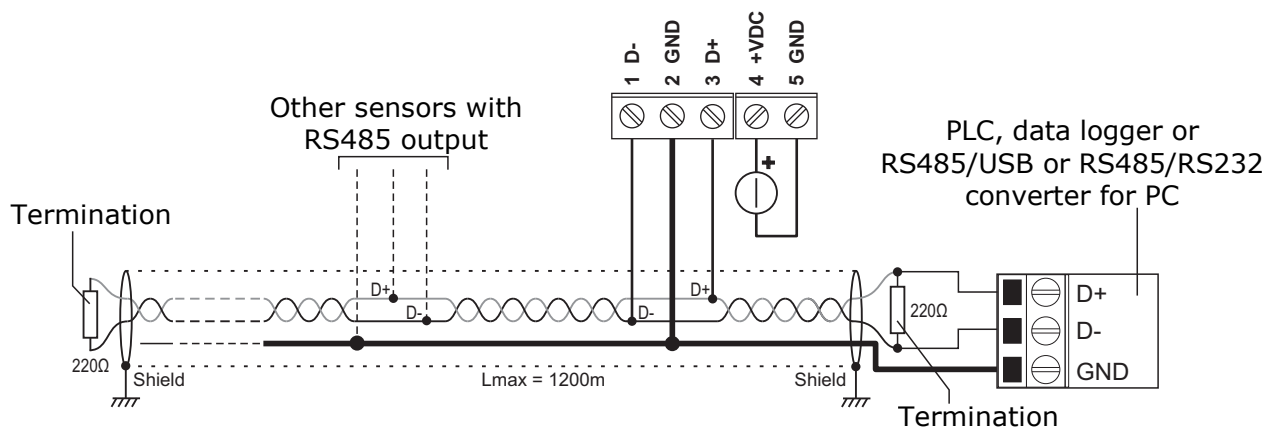 1 D-
2 GND
3 D+
4 +VDC
5 GND
Other sensors with
RS485 output
PLC, data logger or
RS485/USB or RS485/RS232
converter for PC
Termination
+
D+
D-
D+
D-
220Ω
220Ω
D+
D-
GND
Shield
Lmax = 1200m
Shield
Termination